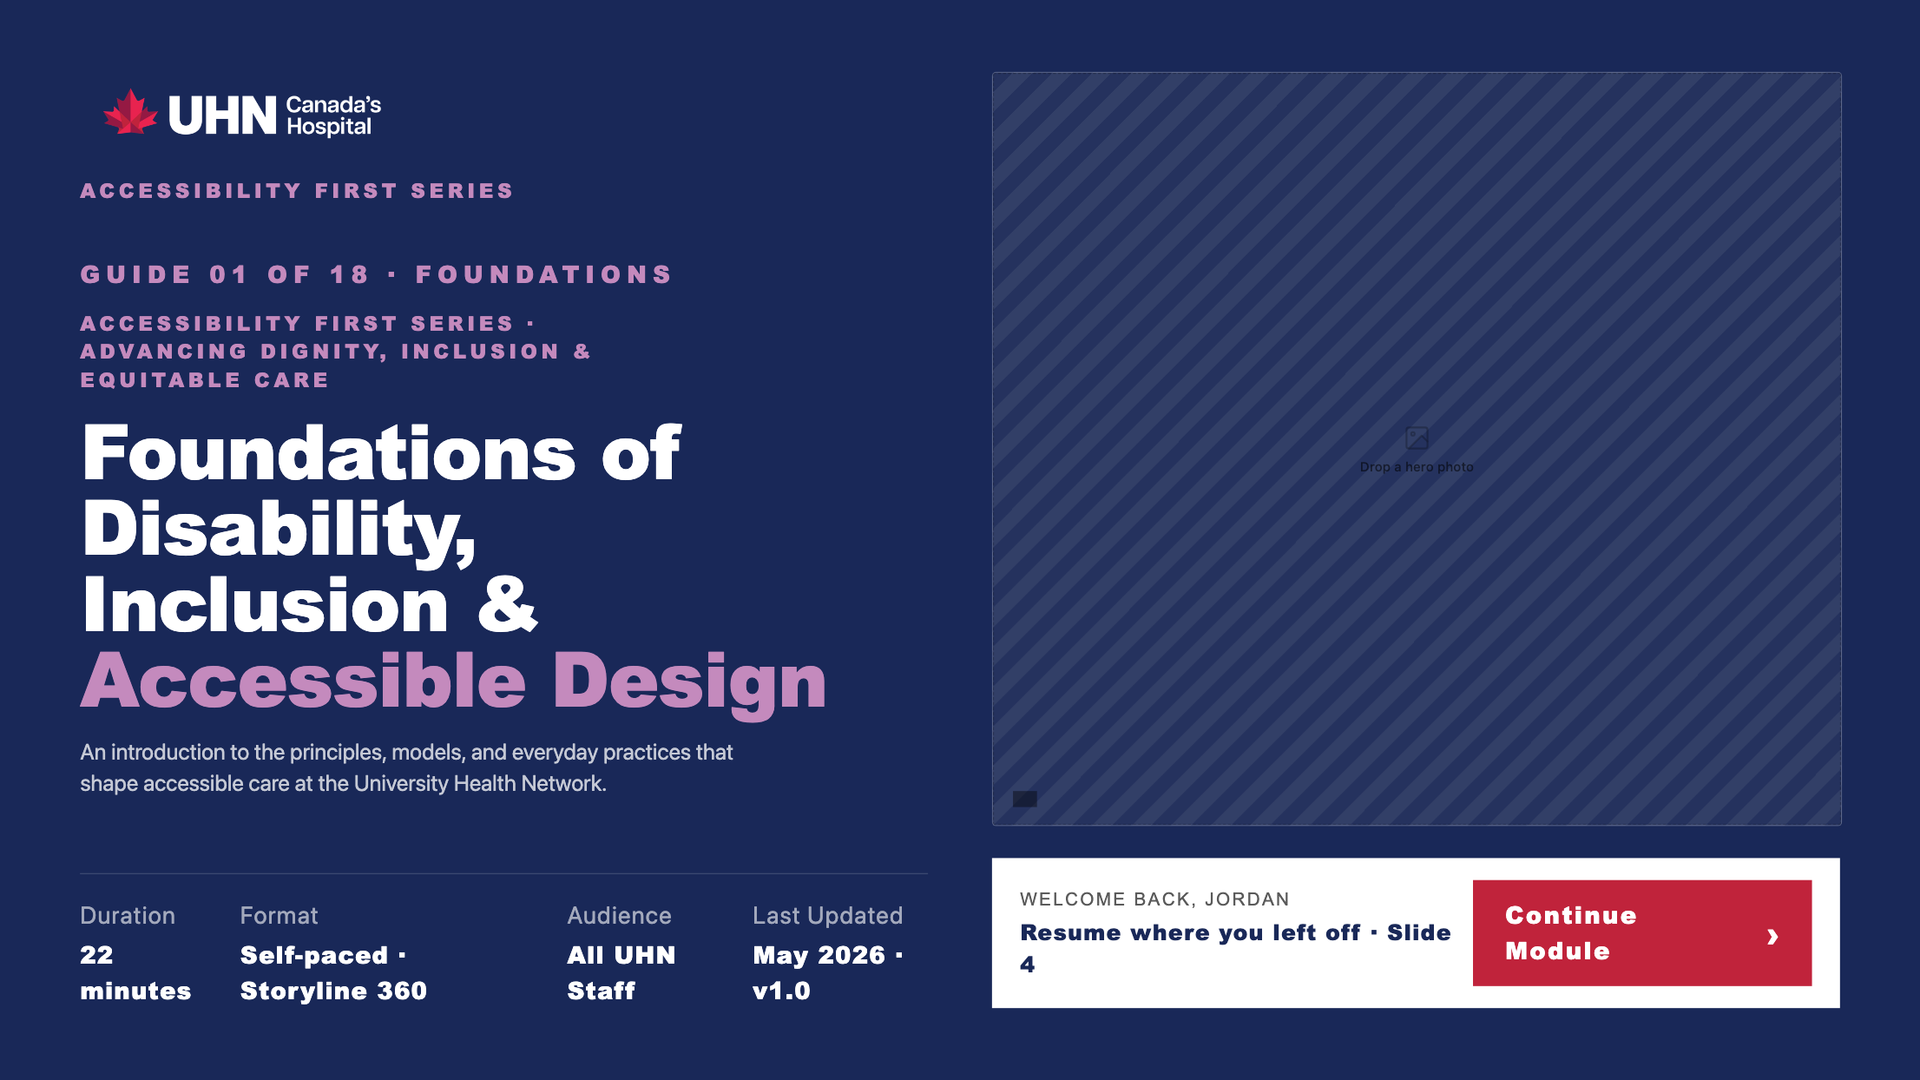 UHN Canada's
Hospital
ACCESSIBILITY FIRST SERIES
GUIDE 01 OF 18 · FOUNDATIONS
ACCESSIBILITY FIRST SERIES ·
ADVANCING DIGNITY, INCLUSION &
EQUITABLE CARE
Foundations of
Disability,
Inclusion &
Accessible Design
An introduction to the principles, models, and everyday practices that
shape accessible care at the University Health Network.
Duration
22
minutes
Format
Self-paced ·
Storyline 360
Audience
All UHN
Staff
Last Updated
May 2026 ·
v1.0
Drop a hero photo
WELCOME BACK, JORDAN
Resume where you left off · Slide
4
Continue
Module ›